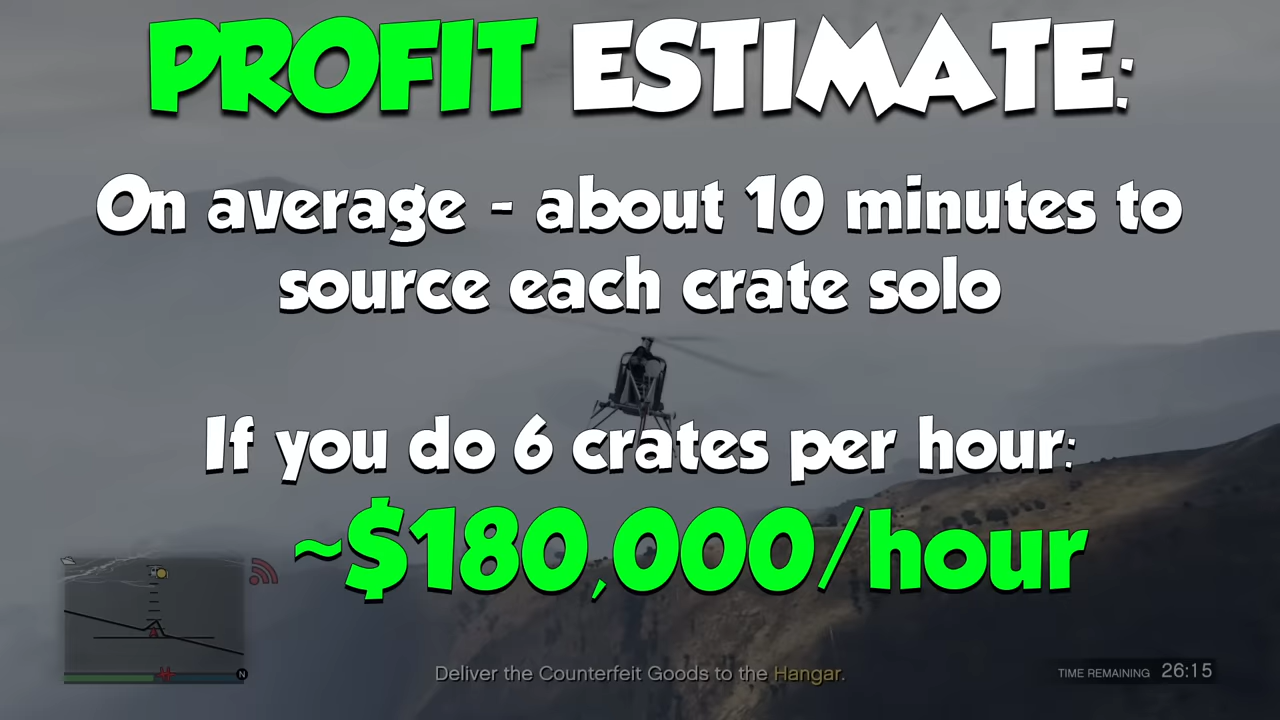 PROFIT ESTIMATE:
On average - about 10 minutes to
source each crate solo
If you do 6 crates per hour:
~$180,000/hour
N
Deliver the Counterfeit Goods to the Hangar.
TIME REMAINING 26:15